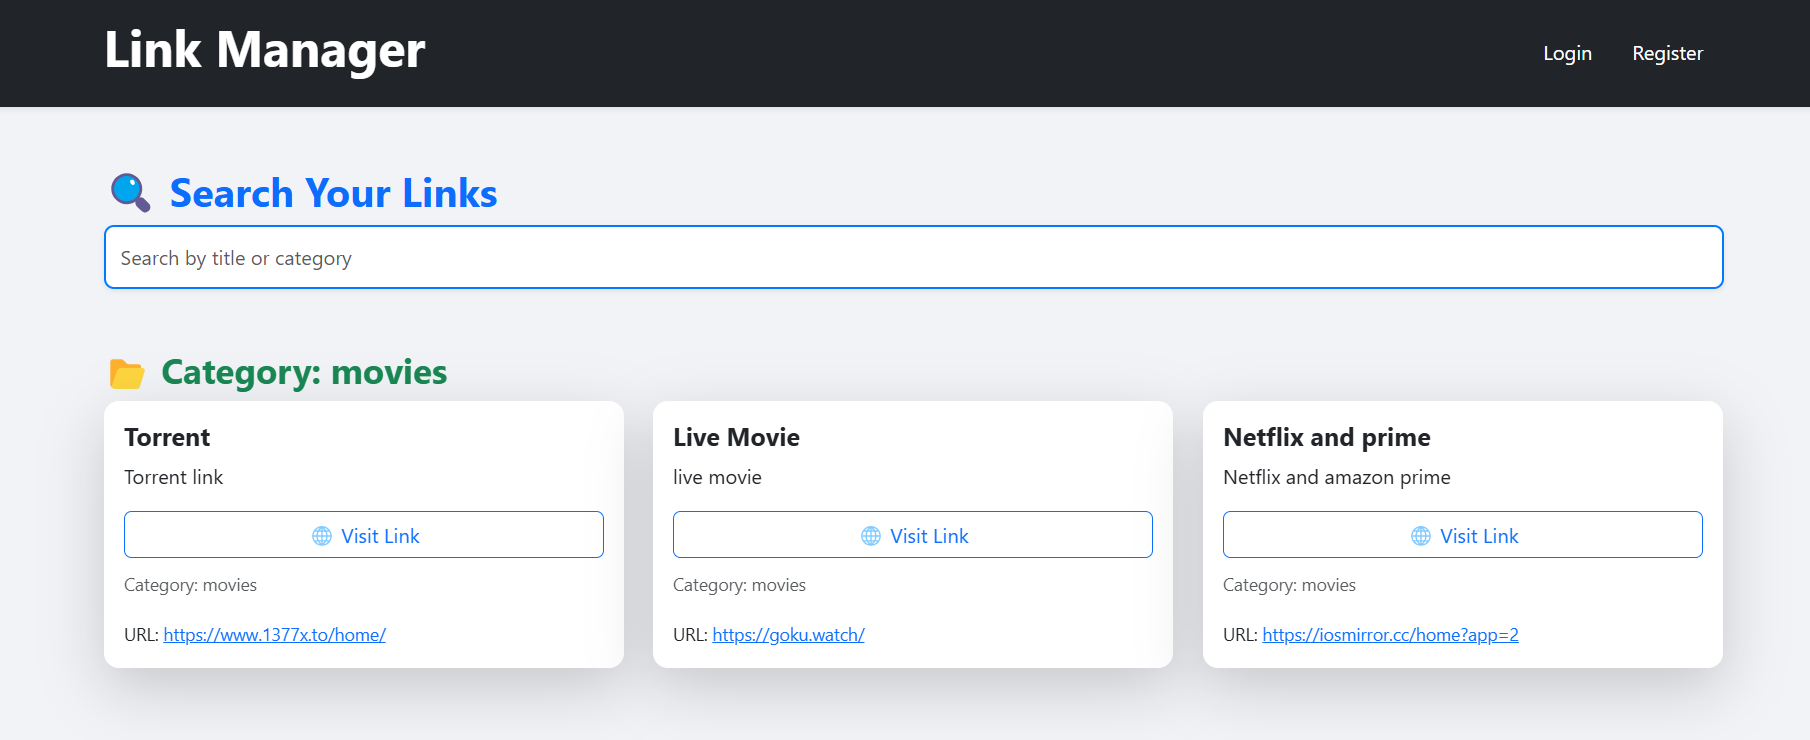 Link Manager
Login
Register
Search Your Links
Search by title or category
Category: movies
Torrent
Torrent link
Visit Link
Category: movies
URL: https://www.1377x.to/home/
Live Movie
live movie
Visit Link
Category: movies
URL: https://goku.watch/
Netflix and prime
Netflix and amazon prime
Visit Link
Category: movies
URL: https://iosmirror.cc/home?app=2